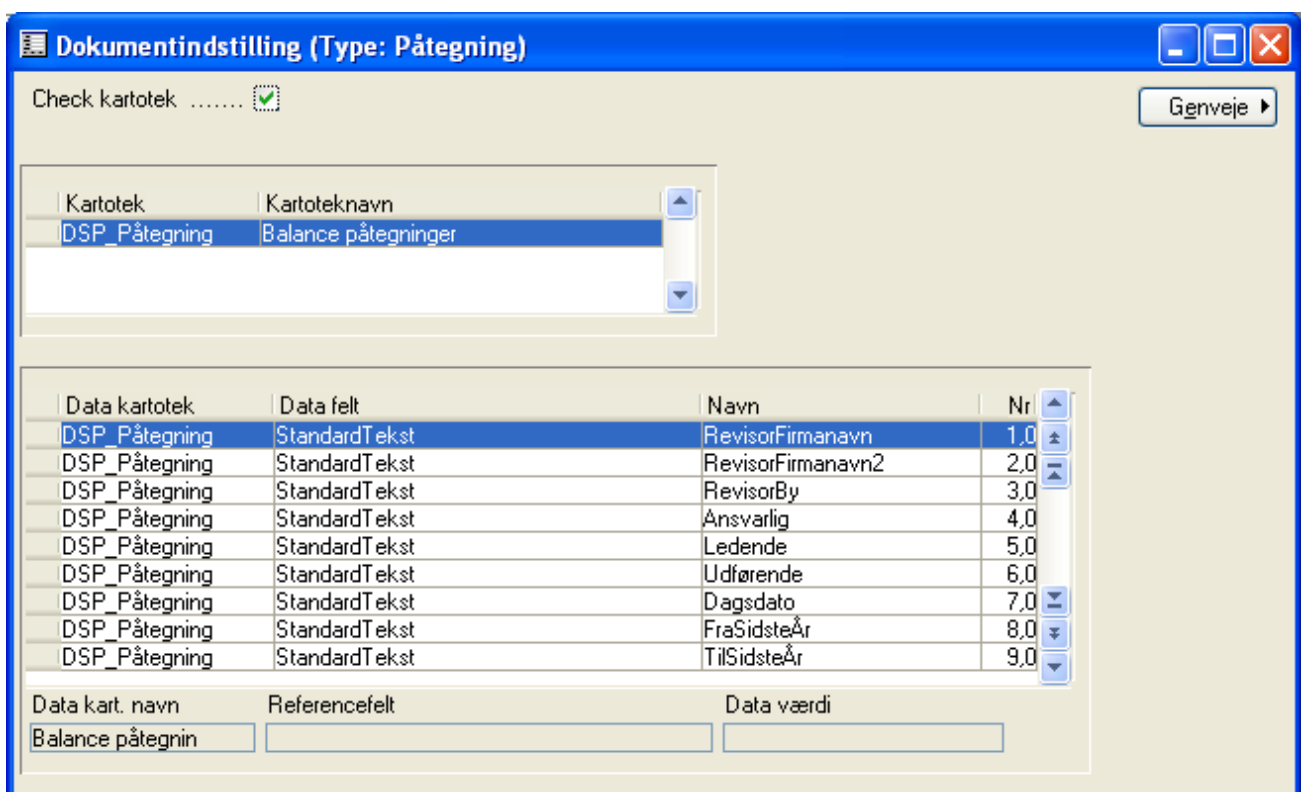 Dokumentindstilling (Type: Påtegning)
Check kartotek .......
Genveje
Kartotek Kartoteknavn
DSP_Påtegning Balance påtegninger
Data kartotek Data felt Navn Nr
DSP_Påtegning StandardTekst RevisorFirmanavn 1,0
DSP_Påtegning StandardTekst RevisorFirmanavn2 2,0
DSP_Påtegning StandardTekst RevisorBy 3,0
DSP_Påtegning StandardTekst Ansvarlig 4,0
DSP_Påtegning StandardTekst Ledende 5,0
DSP_Påtegning StandardTekst Udførende 6,0
DSP_Påtegning StandardTekst Dagsdato 7,0
DSP_Påtegning StandardTekst FraSidsteÅr 8,0
DSP_Påtegning StandardTekst TilSidsteÅr 9,0
Data kart. navn Referencefelt Data værdi
Balance påtegnin